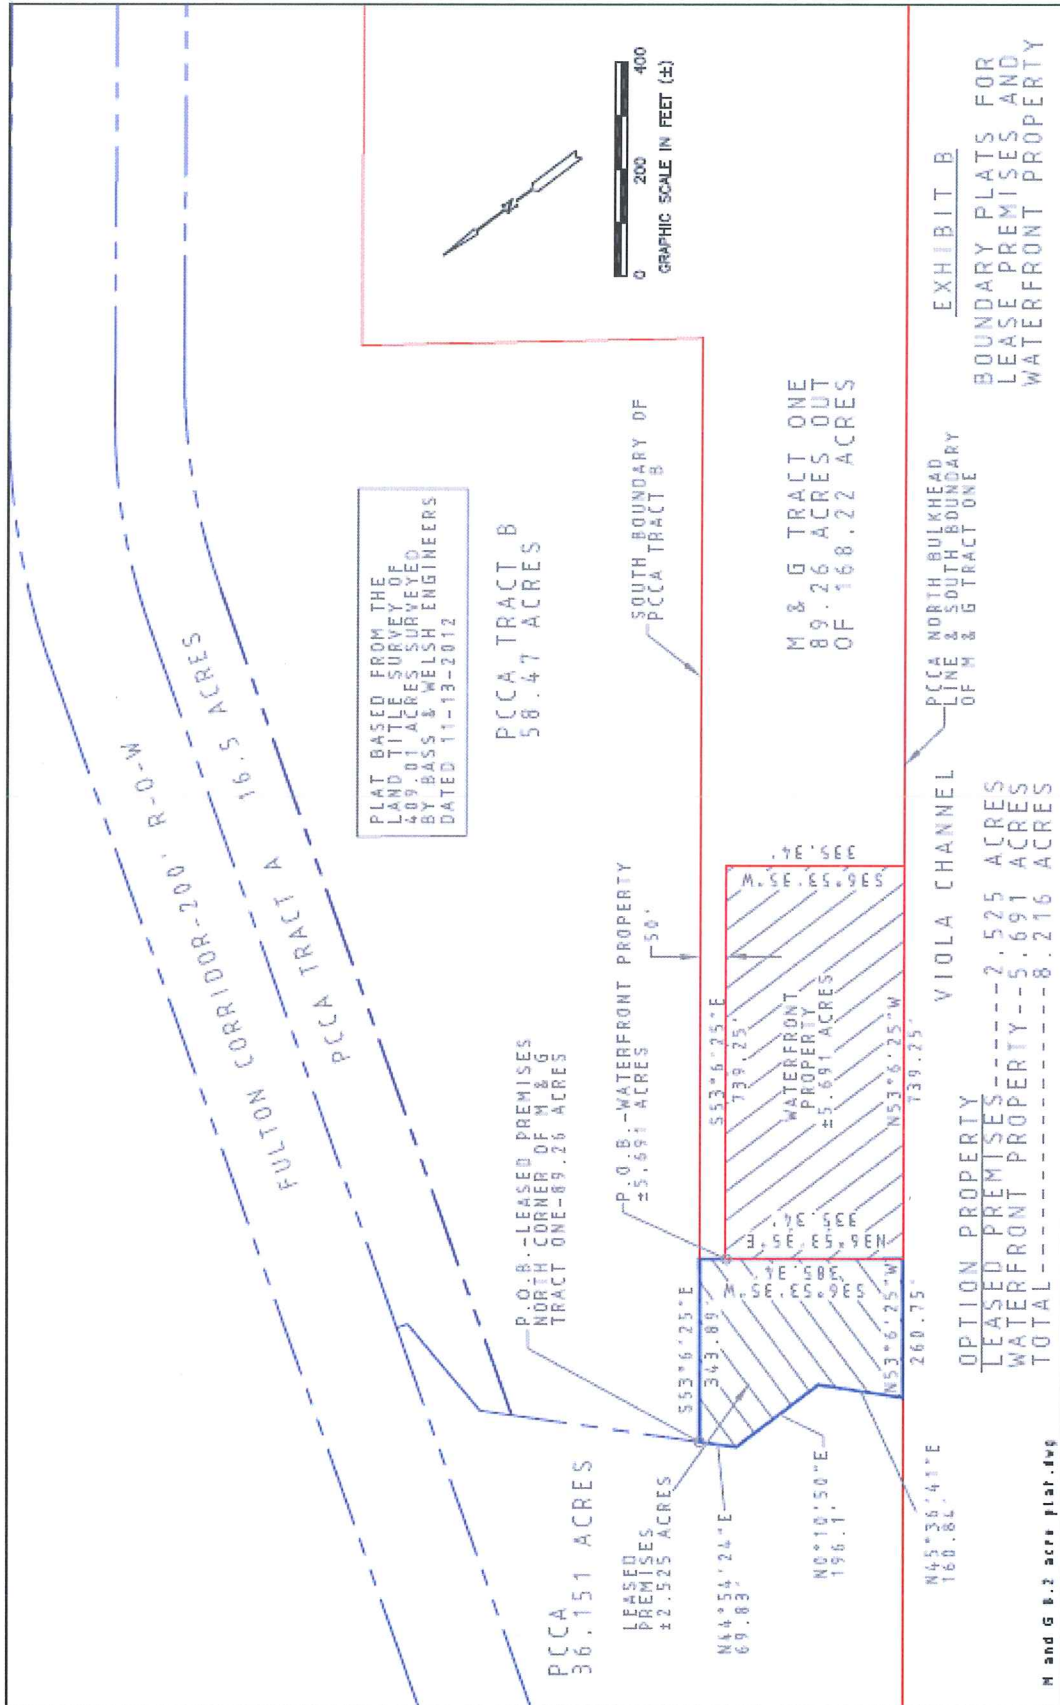 FULTON CORRIDOR-2000' R-O-W
PCCA TRACT A 16.5 ACRES
PLAT BASED FROM THE
LAND TITLE SURVEY OF
409.01 ACRES SURVEYED
BY BASS & WELSH ENGINEERS
DATED 11-13-2012
PCCA TRACT B
58.47 ACRES
0 200 400
GRAPHIC SCALE IN FEET (±)
PCCA
36.151 ACRES
P.O.B.-LEASED PREMISES
NORTH CORNER OF M & G
TRACT ONE-89.26 ACRES
P.O.B.-WATERFRONT PROPERTY
±5.691 ACRES
50'
SOUTH BOUNDARY OF
PCCA TRACT B
LEASED
PREMISES
±2.525 ACRES
S53°6'25"E
343.89'
S53°6'25"E
739.25'
M & G TRACT ONE
89.26 ACRES OUT
OF 168.22 ACRES
N44°54'24"E
69.83'
N0°10'50"E
196.1'
N45°36'41"E
160.84'
S36°53'35"W
385.34'
N36°53'35"E
335.34'
WATERFRONT
PROPERTY
±5.691 ACRES
S36°53'35"W
335.34'
N53°6'25"W
260.75'
N53°6'25"W
739.25'
VIOLA CHANNEL
PCCA NORTH BULKHEAD
LINE & SOUTH BOUNDARY
OF M & G TRACT ONE
OPTION PROPERTY
LEASED PREMISES------2.525 ACRES
WATERFRONT PROPERTY--5.691 ACRES
TOTAL----------------8.216 ACRES
EXHIBIT B
BOUNDARY PLATS FOR
LEASE PREMISES AND
WATERFRONT PROPERTY
M and G 8.2 acre plat.dwg